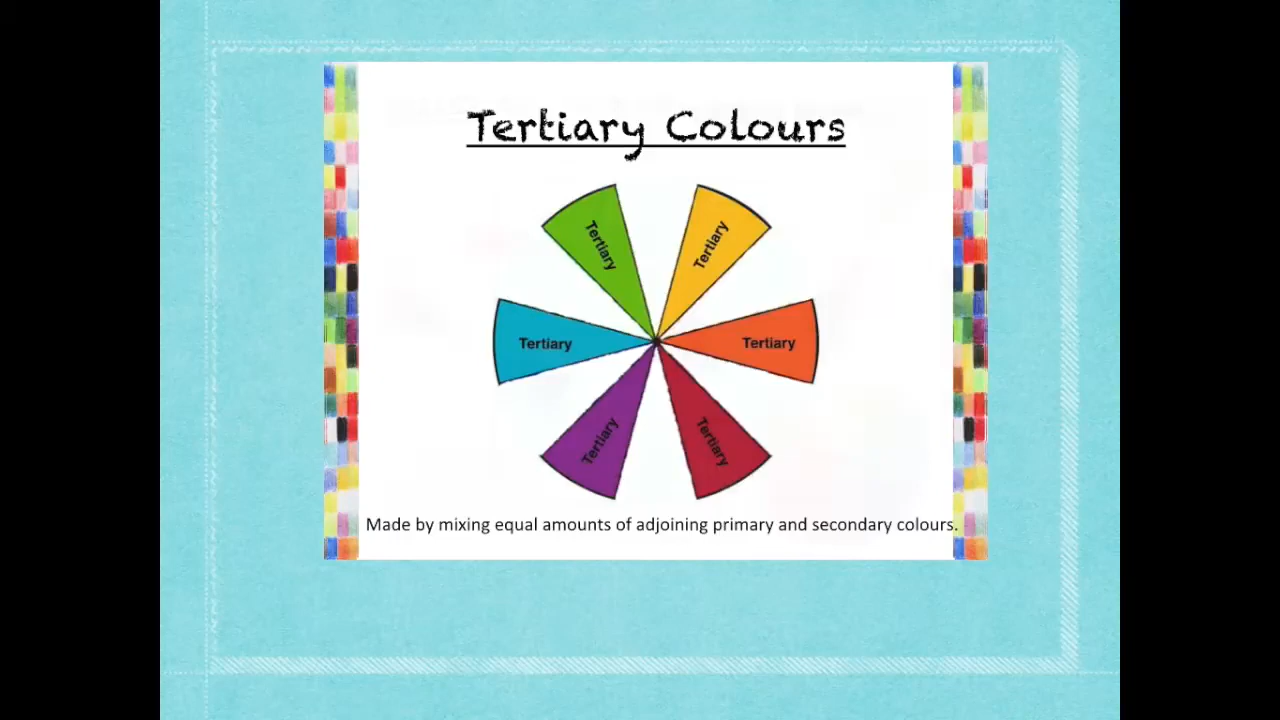 Tertiary Colours
Tertiary
Tertiary
Tertiary
Tertiary
Tertiary
Tertiary
Made by mixing equal amounts of adjoining primary and secondary colours.